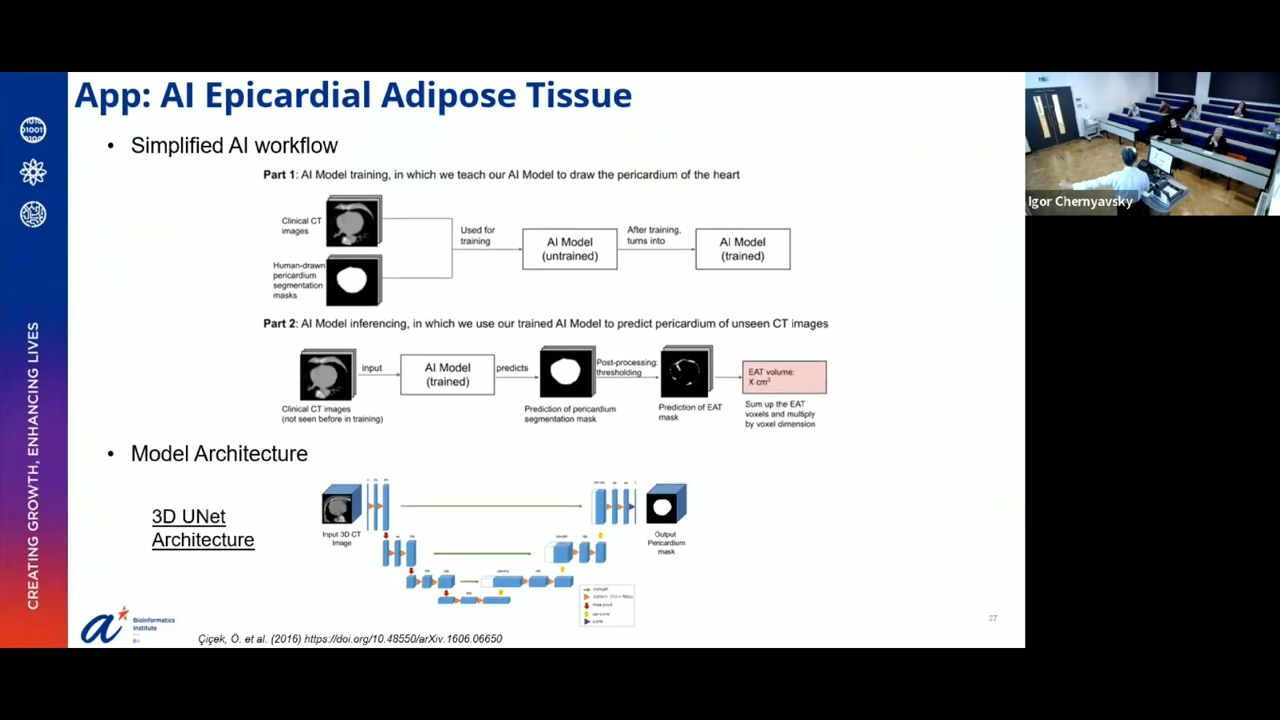 App: AI Epicardial Adipose Tissue
• Simplified AI workflow
Part 1: AI Model training, in which we teach our AI Model to draw the pericardium of the heart
Clinical CT
images
Human-drawn
pericardium
segmentation
masks
Used for
training
AI Model
(untrained)
After training,
turns into
AI Model
(trained)
Part 2: AI Model inferencing, in which we use our trained AI Model to predict pericardium of unseen CT images
input
AI Model
(trained)
predicts
Post-processing:
thresholding
EAT volume:
X cm³
Clinical CT images
(not seen before in training)
Prediction of pericardium
segmentation mask
Prediction of EAT
mask
Sum up the EAT
voxels and multiply
by voxel dimension
• Model Architecture
3D UNet
Architecture
Input 3D CT
Image
Output
Pericardium
mask
concat
max pool
up-conv
conv
Çiçek, Ö. et al. (2016) https://doi.org/10.48550/arXiv.1606.06650
27
CREATING GROWTH, ENHANCING LIVES
Bioinformatics
Institute
Igor Chernyavsky